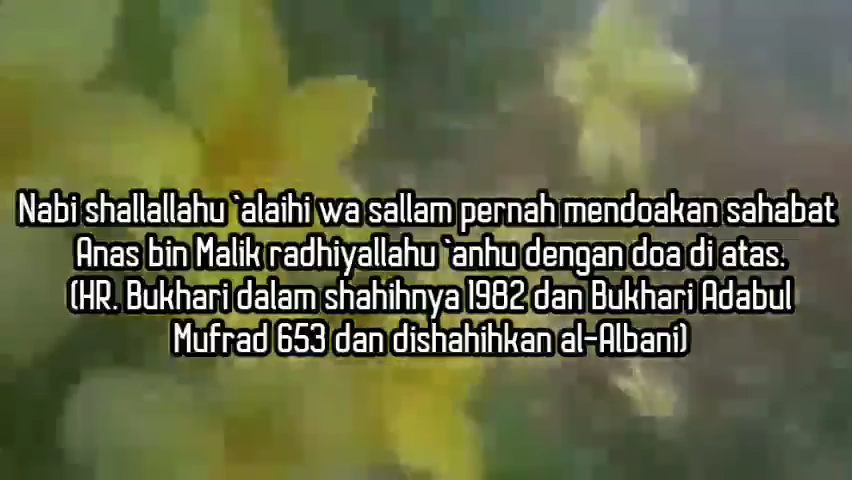 Nabi shallallahu `alaihi wa sallam pernah mendoakan sahabat
Anas bin Malik radhiyallahu `anhu dengan doa di atas.
(HR. Bukhari dalam shahihnya 1982 dan Bukhari Adabul
Mufrad 653 dan dishahihkan al-Albani)